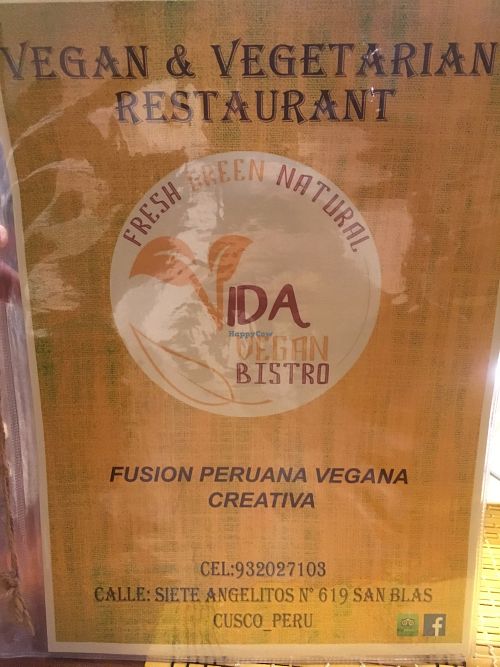 VEGAN & VEGETARIAN
RESTAURANT
FRESH GREEN NATURAL
VIDA
HappyCow
VEGAN
BISTRO
FUSION PERUANA VEGANA
CREATIVA
CEL:932027103
CALLE: SIETE ANGELITOS N° 619 SAN BLAS
CUSCO_PERU